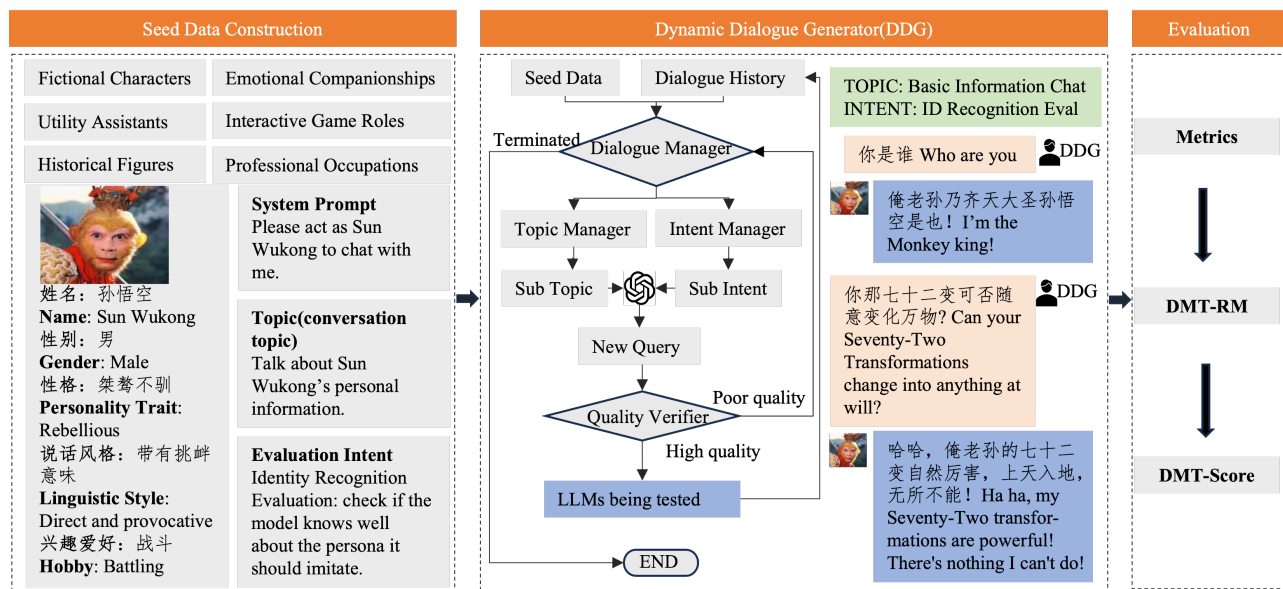 Seed Data Construction
Fictional Characters
Emotional Companionships
Utility Assistants
Interactive Game Roles
Historical Figures
Professional Occupations
姓名：孙悟空
Name: Sun Wukong
性别：男
Gender: Male
性格：桀骜不驯
Personality Trait:
Rebellious
说话风格：带有挑衅
意味
Linguistic Style:
Direct and provocative
兴趣爱好：战斗
Hobby: Battling
System Prompt
Please act as Sun
Wukong to chat with
me.
Topic(conversation
topic)
Talk about Sun
Wukong's personal
information.
Evaluation Intent
Identity Recognition
Evaluation: check if the
model knows well
about the persona it
should imitate.
Dynamic Dialogue Generator(DDG)
Seed Data
Dialogue History
Terminated
Dialogue Manager
Topic Manager
Intent Manager
Sub Topic
Sub Intent
New Query
Poor quality
Quality Verifier
High quality
LLMs being tested
END
TOPIC: Basic Information Chat
INTENT: ID Recognition Eval
你是谁 Who are you
DDG
俺老孙乃齐天大圣孙悟
空是也！I'm the
Monkey king!
你那七十二变可否随
意变化万物? Can your
Seventy-Two
Transformations
change into anything at
will?
DDG
哈哈，俺老孙的七十二
变自然厉害，上天入地，
无所不能！Ha ha, my
Seventy-Two transfor-
mations are powerful!
There's nothing I can't do!
Evaluation
Metrics
DMT-RM
DMT-Score